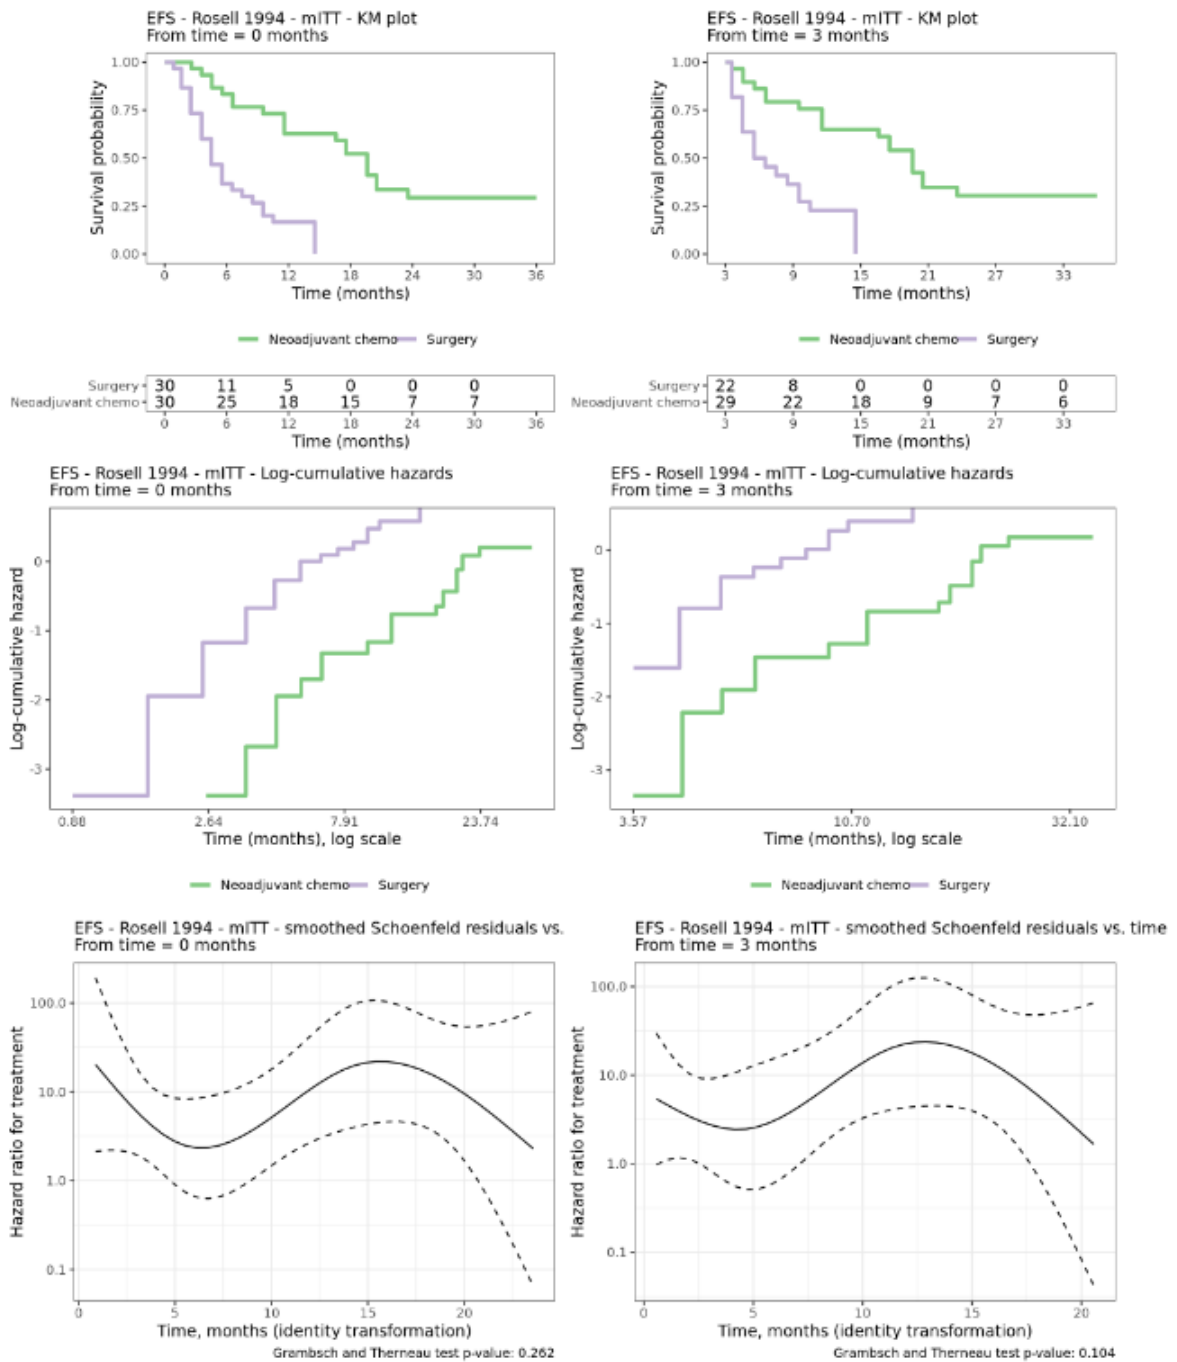 EFS - Rosell 1994 - mITT - KM plot
From time = 0 months
1.00
0.75
0.50
0.25
0.00
Survival probability
0 6 12 18 24 30 36
Time (months)
Neoadjuvant chemo Surgery
Surgery 30 11 5 0 0 0
Neoadjuvant chemo 30 25 18 15 7 7
0 6 12 18 24 30 36
Time (months)
EFS - Rosell 1994 - mITT - KM plot
From time = 3 months
1.00
0.75
0.50
0.25
0.00
Survival probability
3 9 15 21 27 33
Time (months)
Neoadjuvant chemo Surgery
Surgery 22 8 0 0 0 0
Neoadjuvant chemo 29 22 18 9 7 6
3 9 15 21 27 33
Time (months)
EFS - Rosell 1994 - mITT - Log-cumulative hazards
From time = 0 months
0
-1
-2
-3
Log-cumulative hazard
0.88 2.64 7.91 23.74
Time (months), log scale
Neoadjuvant chemo Surgery
EFS - Rosell 1994 - mITT - Log-cumulative hazards
From time = 3 months
0
-1
-2
-3
Log-cumulative hazard
3.57 10.70 32.10
Time (months), log scale
Neoadjuvant chemo Surgery
EFS - Rosell 1994 - mITT - smoothed Schoenfeld residuals vs.
From time = 0 months
100.0
10.0
1.0
0.1
Hazard ratio for treatment
0 5 10 15 20
Time, months (identity transformation)
Grambsch and Therneau test p-value: 0.262
EFS - Rosell 1994 - mITT - smoothed Schoenfeld residuals vs. time
From time = 3 months
100.0
10.0
1.0
0.1
Hazard ratio for treatment
0 5 10 15 20
Time, months (identity transformation)
Grambsch and Therneau test p-value: 0.104